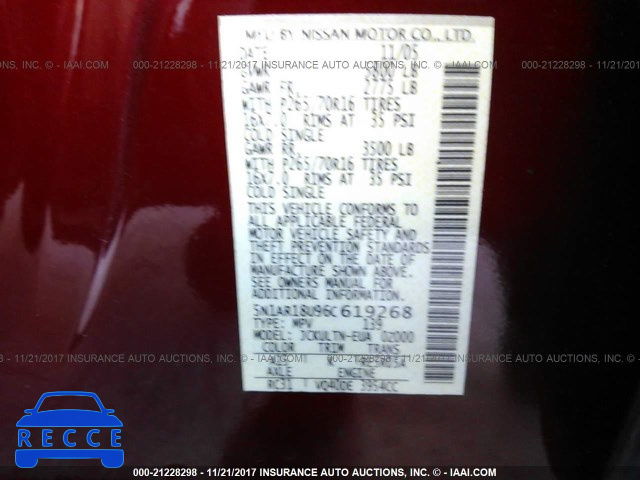 MFD BY NISSAN MOTOR CO., LTD.
DATE 11/05
000-21228298 - 11/21/2017 INSURANCE AUTO AUCTIONS, INC. - © IAAI.COM
GVWR LB
GAWR FR. 2775 LB
WITH P265/70R16 TIRES
16X7.0 RIMS AT 35 PSI
COLD SINGLE
GAWR RR. 3500 LB
WITH P265/70R16 TIRES
16X7.0 RIMS AT 35 PSI
COLD SINGLE
THIS VEHICLE CONFORMS TO
ALL APPLICABLE FEDERAL
MOTOR VEHICLE SAFETY AND
THEFT PREVENTION STANDARDS
IN EFFECT ON THE DATE OF
MANUFACTURE SHOWN ABOVE.
SEE OWNERS MANUAL FOR
ADDITIONAL INFORMATION
5N1AR18U96C619268
TYPE: MPV 139
COLOR TRIM TRANS
AXLE ENGINE
RC31 VQ40DE 3954CC
RECCE
000-21228298 - 11/21/2017 INSURANCE AUTO AUCTIONS, INC. - © IAAI.COM